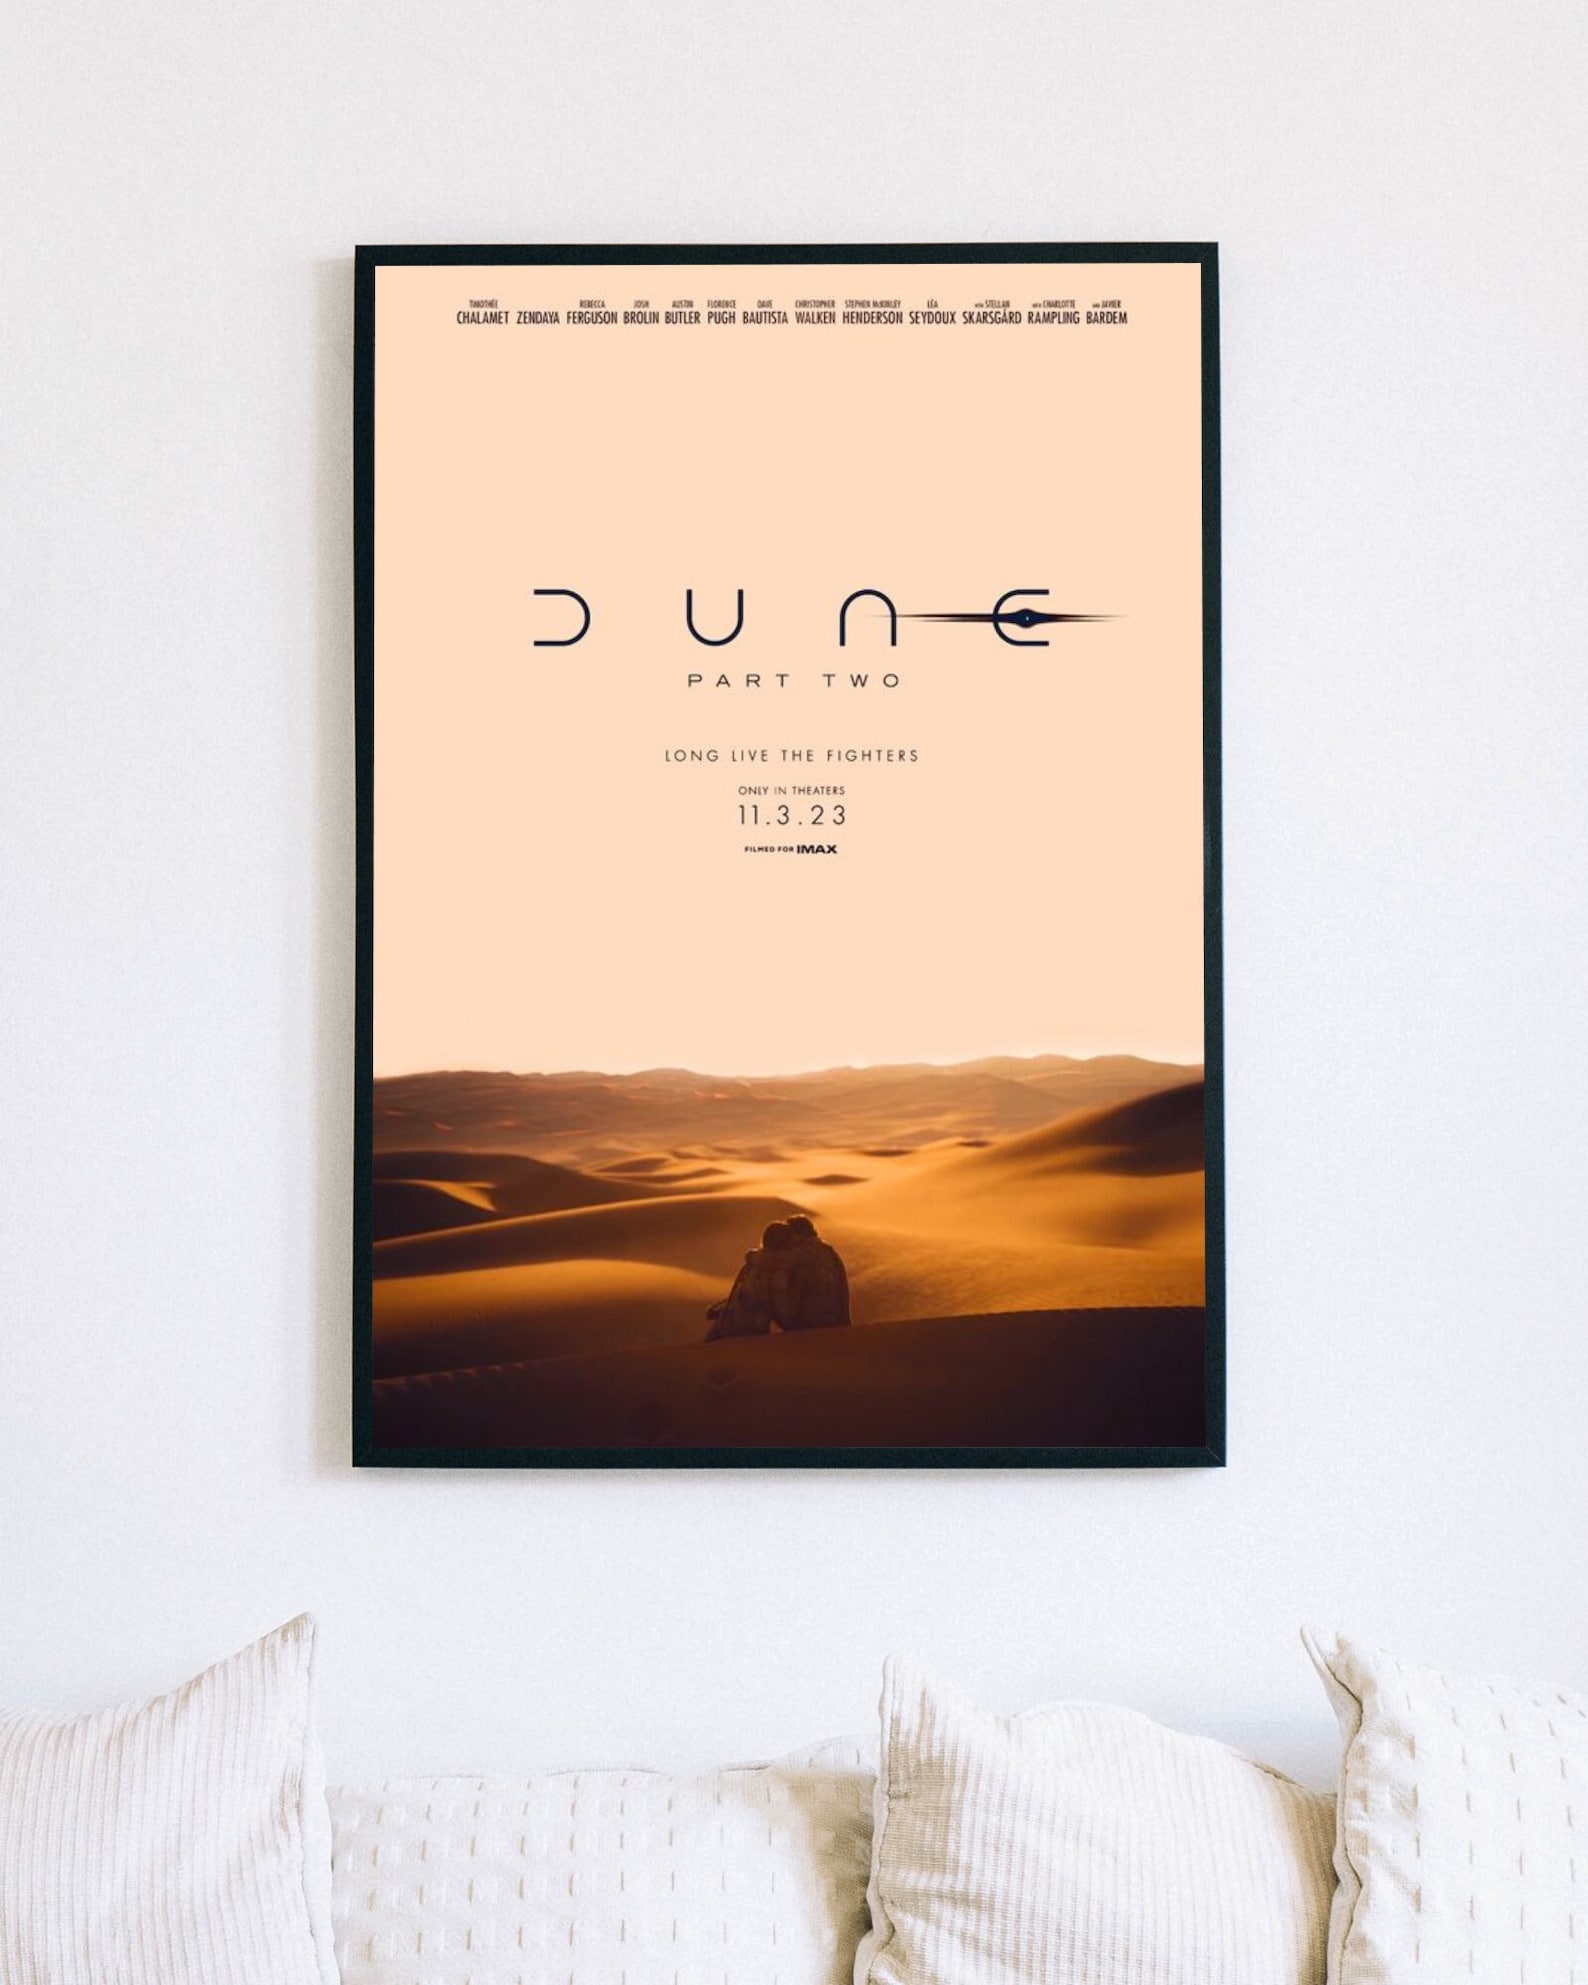 TIMOTHÉE REBECCA JOSH AUSTIN FLORENCE DAVE CHRISTOPHER STEPHEN McKINLEY LÉA WITH STELLAN WITH CHARLOTTE AND JAVIER
CHALAMET ZENDAYA FERGUSON BROLIN BUTLER PUGH BAUTISTA WALKEN HENDERSON SEYDOUX SKARSGÅRD RAMPLING BARDEM
DUNE
PART TWO
LONG LIVE THE FIGHTERS
ONLY IN THEATERS
11.3.23
FILMED FOR IMAX